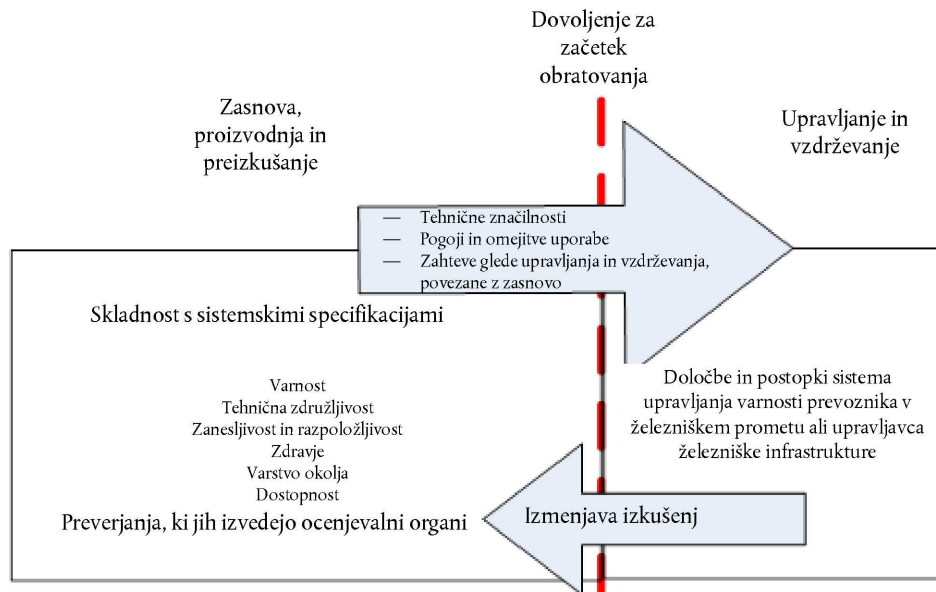 Dovoljenje za
začetek
obratovanja
Zasnova,
proizvodnja in
preizkušanje
Upravljanje in
vzdrževanje
— Tehnične značilnosti
— Pogoji in omejitve uporabe
— Zahteve glede upravljanja in vzdrževanja,
povezane z zasnovo
Skladnost s sistemskimi specifikacijami
Varnost
Tehnična združljivost
Zanesljivost in razpoložljivost
Zdravje
Varstvo okolja
Dostopnost
Preverjanja, ki jih izvedejo ocenjevalni organi
Določbe in postopki sistema
upravljanja varnosti prevoznika v
železniškem prometu ali upravljavca
železniške infrastrukture
Izmenjava izkušenj